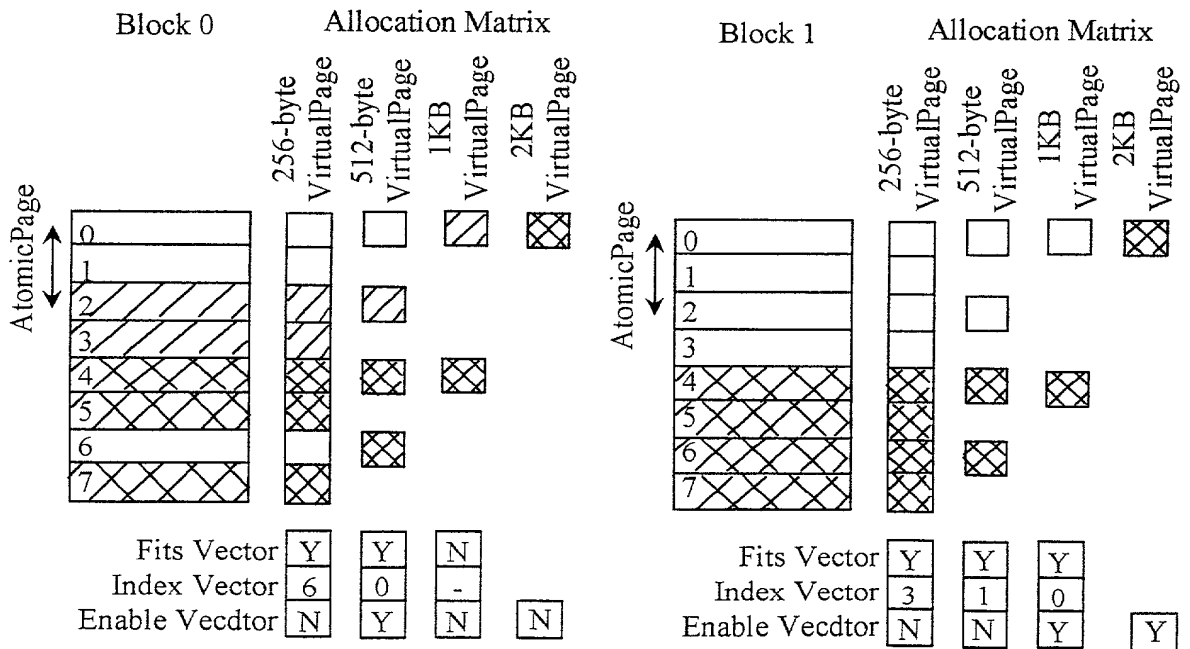 Block 0
Allocation Matrix
256-byte
VirtualPage
512-byte
VirtualPage
1KB
VirtualPage
2KB
VirtualPage
AtomicPage
0
1
2
3
4
5
6
7
Fits Vector Y Y N
Index Vector 6 0 -
Enable Vecdtor N Y N N
Block 1
Allocation Matrix
256-byte
VirtualPage
512-byte
VirtualPage
1KB
VirtualPage
2KB
VirtualPage
AtomicPage
0
1
2
3
4
5
6
7
Fits Vector Y Y Y
Index Vector 3 1 0
Enable Vecdtor N N Y Y